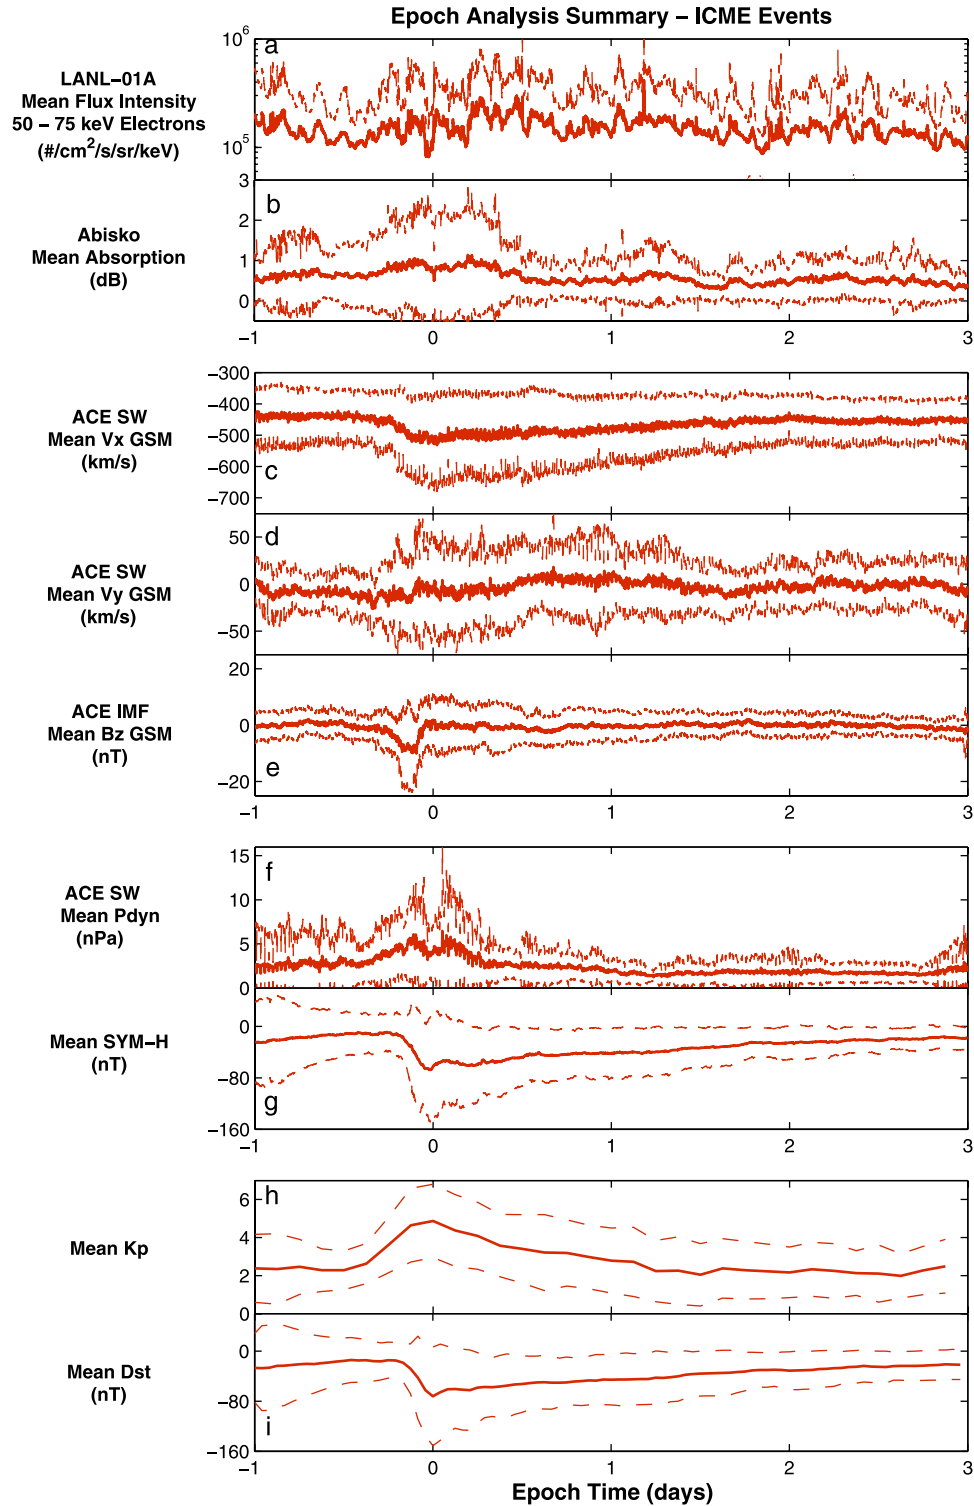 Epoch Analysis Summary – ICME Events
LANL–01A
Mean Flux Intensity
50 – 75 keV Electrons
(#/cm²/s/sr/keV)
a
10⁶
10⁵
Abisko
Mean Absorption
(dB)
b
3
2
1
0
−1 0 1 2 3
ACE SW
Mean Vx GSM
(km/s)
c
−300
−400
−500
−600
−700
ACE SW
Mean Vy GSM
(km/s)
d
50
0
−50
ACE IMF
Mean Bz GSM
(nT)
e
20
0
−20
−1 0 1 2 3
ACE SW
Mean Pdyn
(nPa)
f
15
10
5
0
Mean SYM–H
(nT)
g
0
−80
−160
−1 0 1 2 3
Mean Kp
h
6
4
2
0
Mean Dst
(nT)
i
0
−80
−160
−1 0 1 2 3
Epoch Time (days)